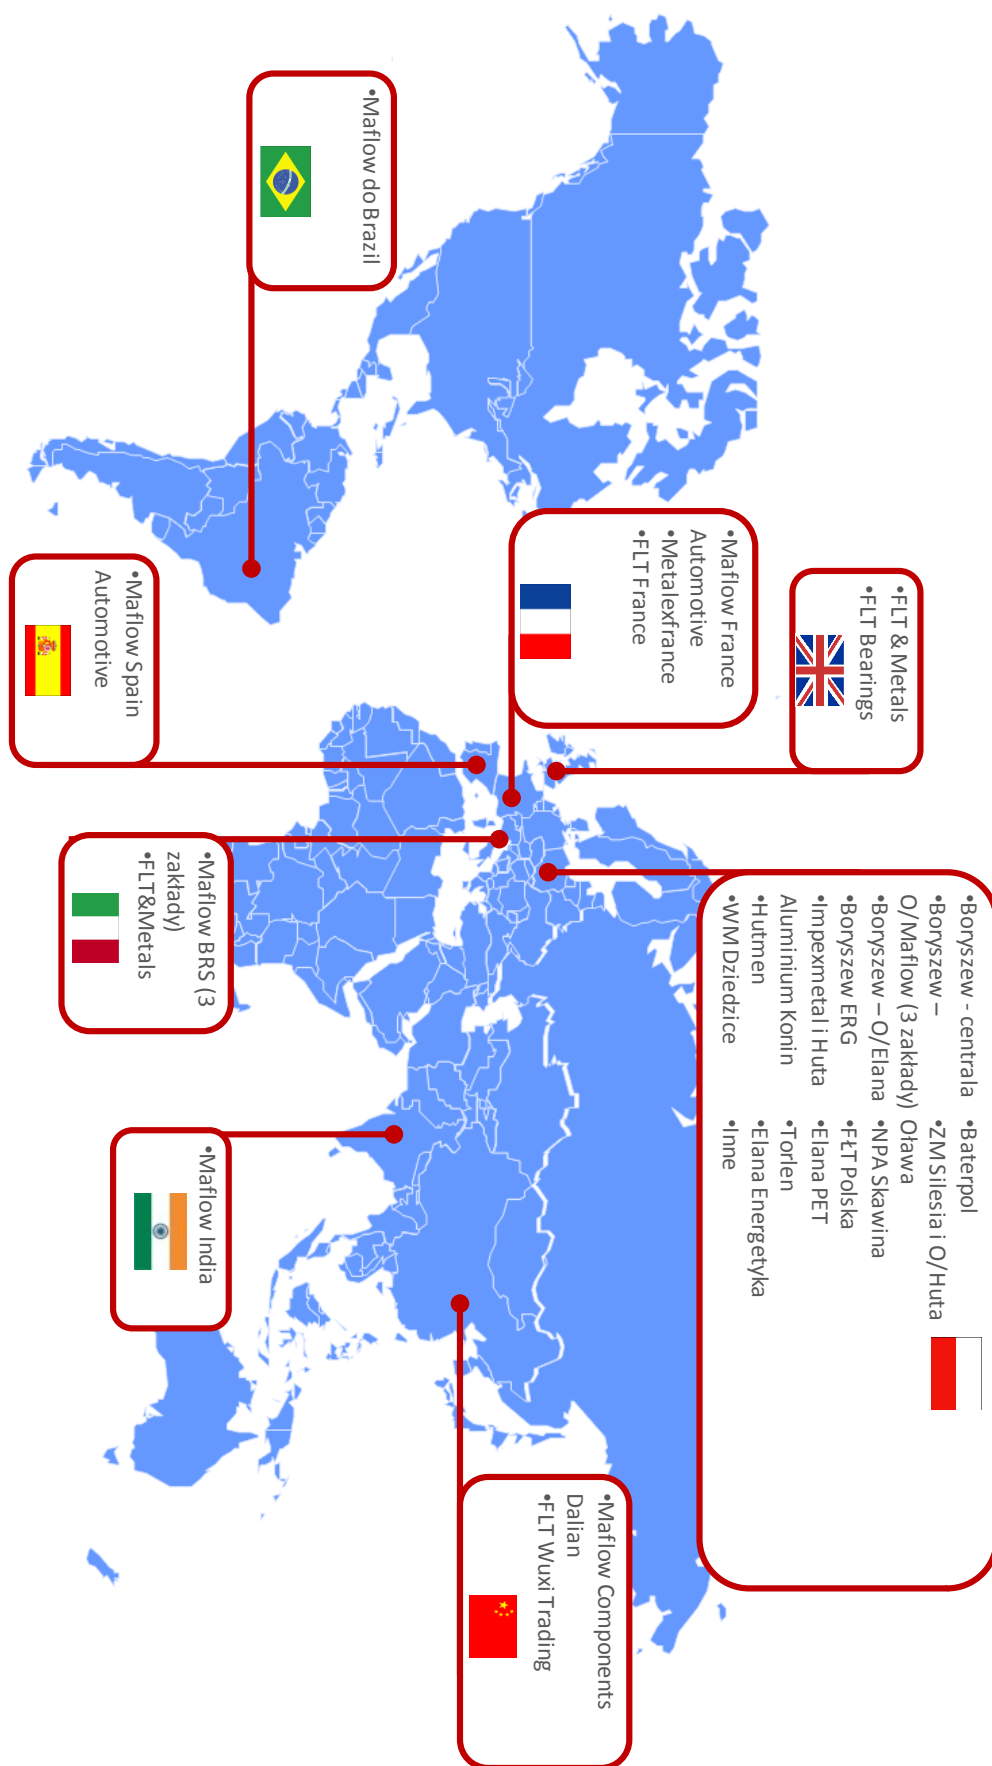 •FLT & Metals
•FLT Bearings
•Maflow France
Automotive
•Metalexfrance
•FLT France
•Maflow do Brazil
•Maflow Spain
Automotive
•Maflow BRS (3
zakłady)
•FLT&Metals
•Boryszew - centrala
•Boryszew –
O/Maflow (3 zakłady)
•Boryszew – O/Elana
•Boryszew ERG
•Impexmetal i Huta
Aluminium Konin
•Hutmen
•WM Dziedzice
•Baterpol
•ZM Silesia i O/Huta
Oława
•NPA Skawina
•FŁT Polska
•Elana PET
•Torlen
•Elana Energetyka
•Inne
•Maflow India
•Maflow Components
Dalian
•FLT Wuxi Trading